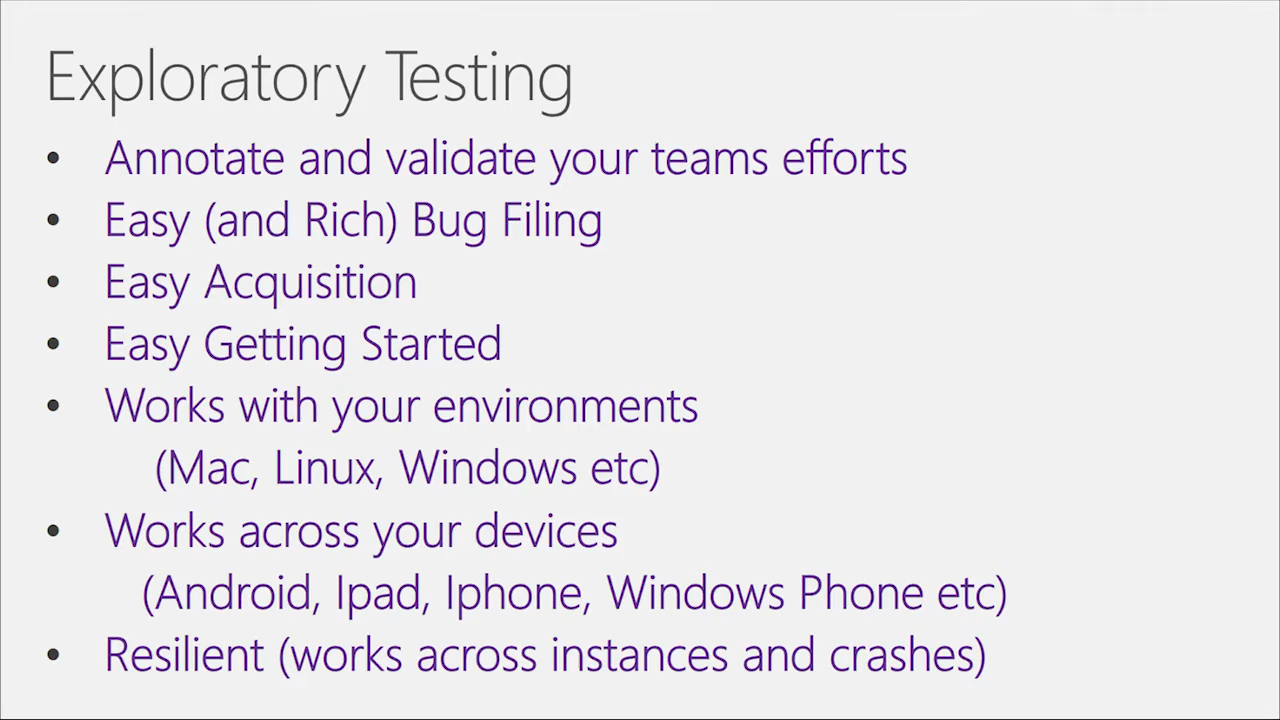 Exploratory Testing
• Annotate and validate your teams efforts
• Easy (and Rich) Bug Filing
• Easy Acquisition
• Easy Getting Started
• Works with your environments
(Mac, Linux, Windows etc)
• Works across your devices
(Android, Ipad, Iphone, Windows Phone etc)
• Resilient (works across instances and crashes)